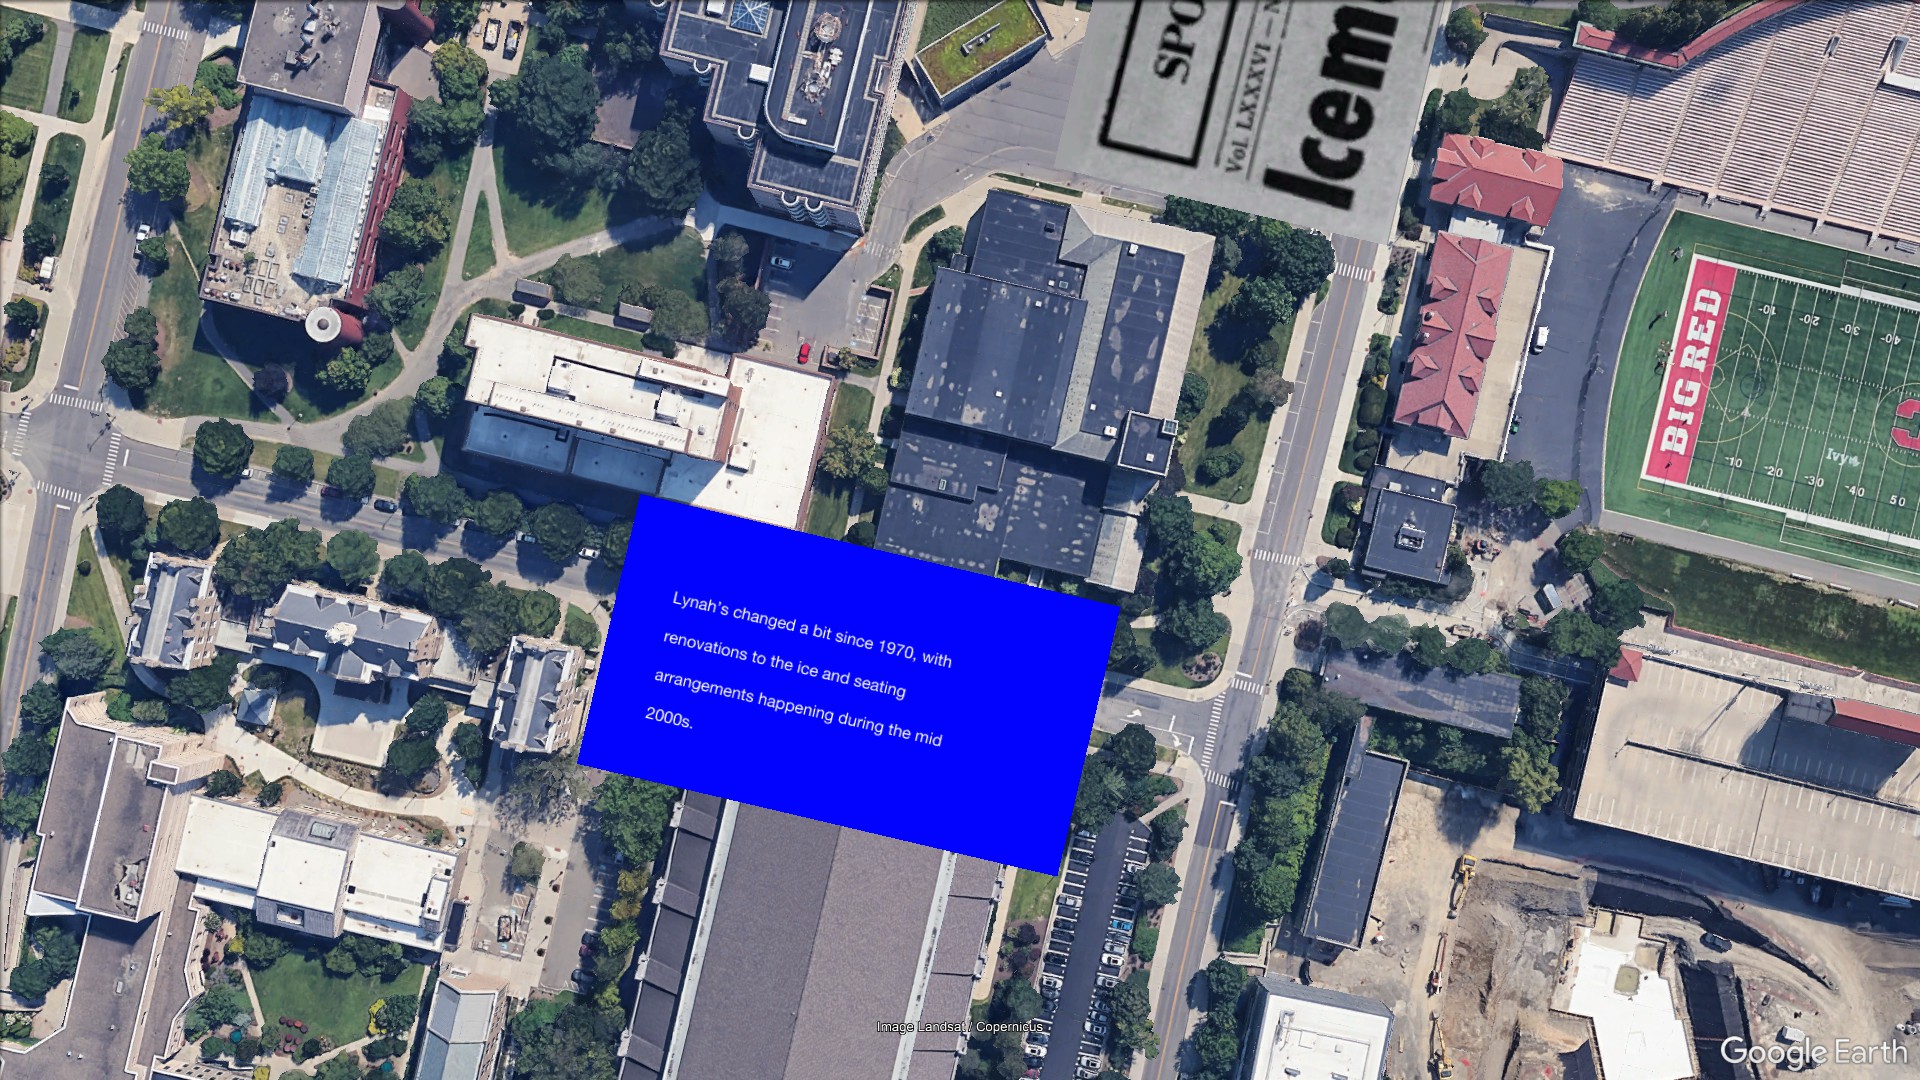 SPO
Vol. LXXXVI — N
Icem
Lynah's changed a bit since 1970, with
renovations to the ice and seating
arrangements happening during the mid
2000s.
BIG RED
-10 -20 -30 -40
-10 -20 -30 -40 50
Ivy
Image Landsat / Copernicus
Google Earth